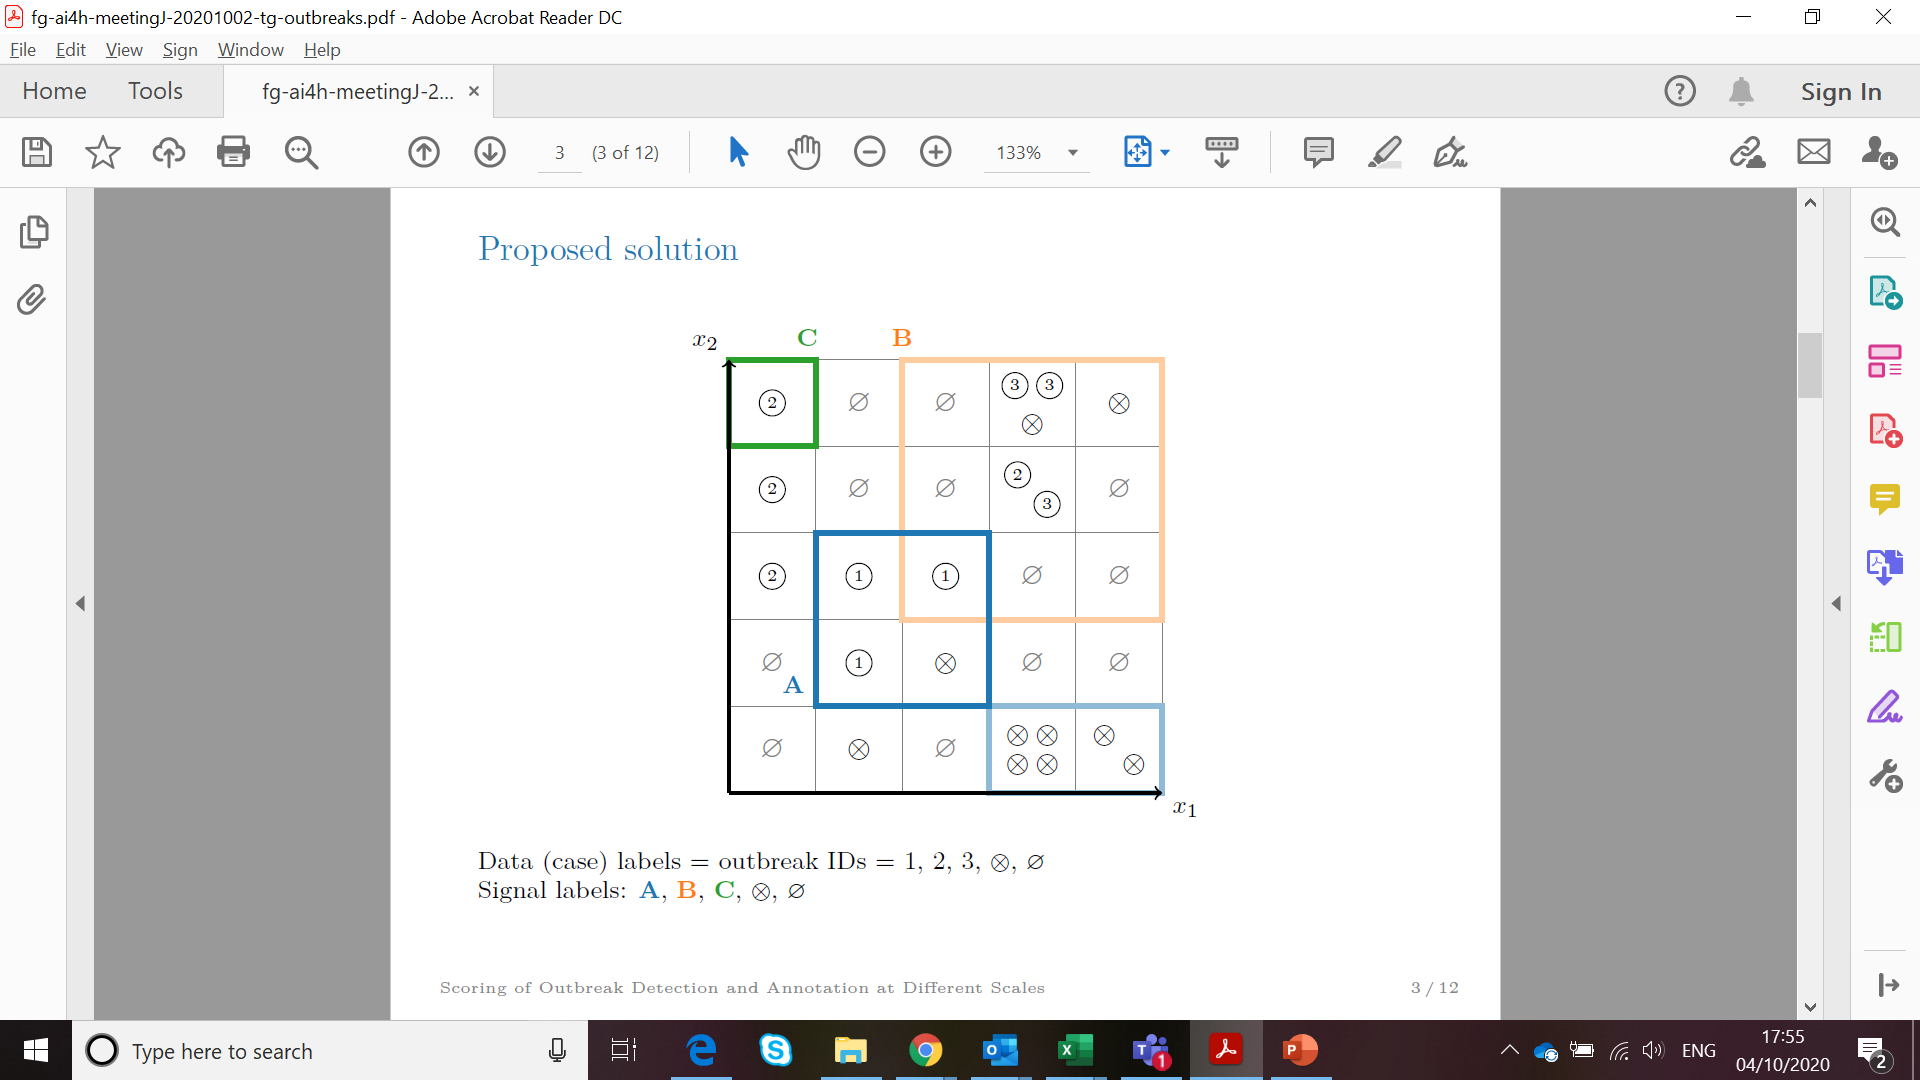 fg-ai4h-meetingJ-20201002-tg-outbreaks.pdf - Adobe Acrobat Reader DC
File Edit View Sign Window Help
Home Tools fg-ai4h-meetingJ-2... × Sign In
3 (3 of 12) 133%
Proposed solution
x2 C B
2 ∅ ∅ 3 3 ⊗ ⊗
2 ∅ ∅ 2 3 ∅
2 1 1 ∅ ∅
∅ A 1 ⊗ ∅ ∅
∅ ⊗ ∅ ⊗ ⊗ ⊗ ⊗ ⊗ ⊗
x1
Data (case) labels = outbreak IDs = 1, 2, 3, ⊗, ∅
Signal labels: A, B, C, ⊗, ∅
Scoring of Outbreak Detection and Annotation at Different Scales 3 / 12
Type here to search
1
ENG
17:55
04/10/2020
2